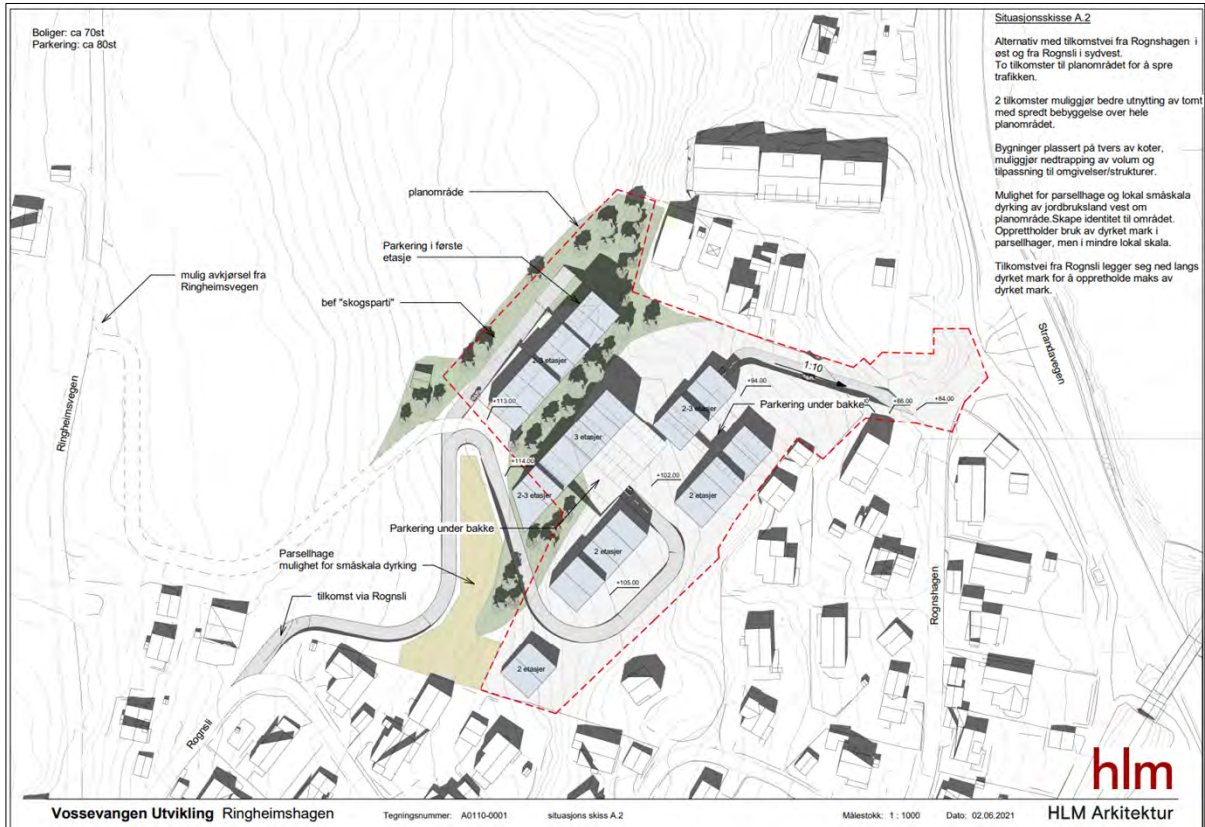 Boliger: ca 70st
Parkering: ca 80st
Situasjonsskisse A.2
Alternativ med tilkomstvei fra Rognshagen i
øst og fra Rognsli i sydvest.
To tilkomster til planområdet for å spre
trafikken.
2 tilkomster muliggjør bedre utnytting av tomt
med spredt bebyggelse over hele
planområdet.
Bygninger plassert på tvers av koter,
muliggjør nedtrapping av volum og
tilpassning til omgivelser/strukturer.
Mulighet for parsellhage og lokal småskala
dyrking av jordbruksland vest om
planområde.Skape identitet til området.
Opprettholder bruk av dyrket mark i
parsellhager, men i mindre lokal skala.
Tilkomstvei fra Rognsli legger seg ned langs
dyrket mark for å oppretholde maks av
dyrket mark.
planområde
Parkering i første
etasje
mulig avkjørsel fra
Ringheimsvegen
bef "skogsparti"
Ringheimsvegen
Strandavegen
2-3 etasjer
1:10
+94.00
+86.00
+84.00
+113.00
2-3 etasjer
Parkering under bakke
3 etasjer
+114.00
+102.00
2-3 etasjer
2 etasjer
Parkering under bakke
2 etasjer
Parsellhage
mulighet for småskala dyrking
+105.00
tilkomst via Rognsli
Rognshagen
2 etasjer
Rognsli
hlm
HLM Arkitektur
Vossevangen Utvikling Ringheimshagen
Tegningsnummer: A0110-0001
situasjons skiss A.2
Målestokk: 1 : 1000
Dato: 02.06.2021